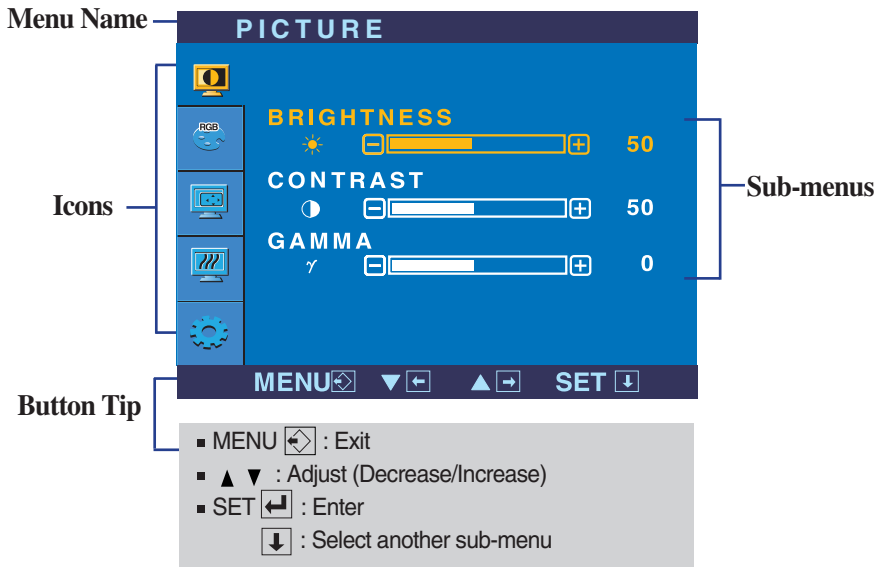 Menu Name
PICTURE
RGB
BRIGHTNESS
50
CONTRAST
50
Icons
Sub-menus
GAMMA
γ 0
MENU ▼ ← ▲ → SET ↓
Button Tip
▪ MENU : Exit
▪ ▲ ▼ : Adjust (Decrease/Increase)
▪ SET ↵ : Enter
↓ : Select another sub-menu